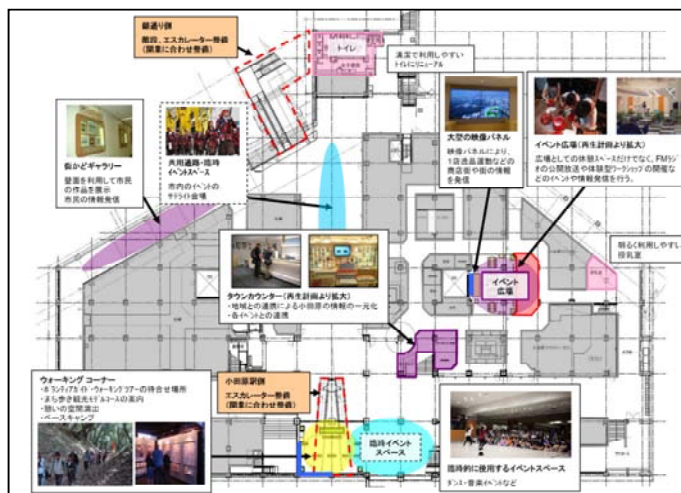 錦通り側
階段、エスカレーター整備
(開業に合わせ整備)
トイレ
清潔で利用しやすい
トイレにリニューアル
街かどギャラリー
壁面を利用して市民
の作品を展示
市民の情報発信
共用通路・臨時
イベントスペース
市内のイベントの
サテライト会場
大型の映像パネル
映像パネルにより、
1店逸品運動などの
商店街や街の情報
を発信
イベント広場(再生計画より拡大)
広場としての休憩スペースだけでなく、FMラジ
オの公開放送や体験型ワークショップの開催な
どのイベントや情報発信を行う。
明るく利用しやすい
授乳室
イベント
広場
タウンカウンター(再生計画より拡大)
・地域との連携による小田原の情報の一元化
・各イベントとの連携
ウォーキング コーナー
・ボランティアガイド・ウォーキングツアーの待合せ場所
・まち歩き観光モデルコースの案内
・憩いの空間演出
・ベースキャンプ
小田原駅側
エスカレーター整備
(開業に合わせ整備)
臨時イベント
スペース
臨時的に使用するイベントスペース
ダンス・音楽イベントなど